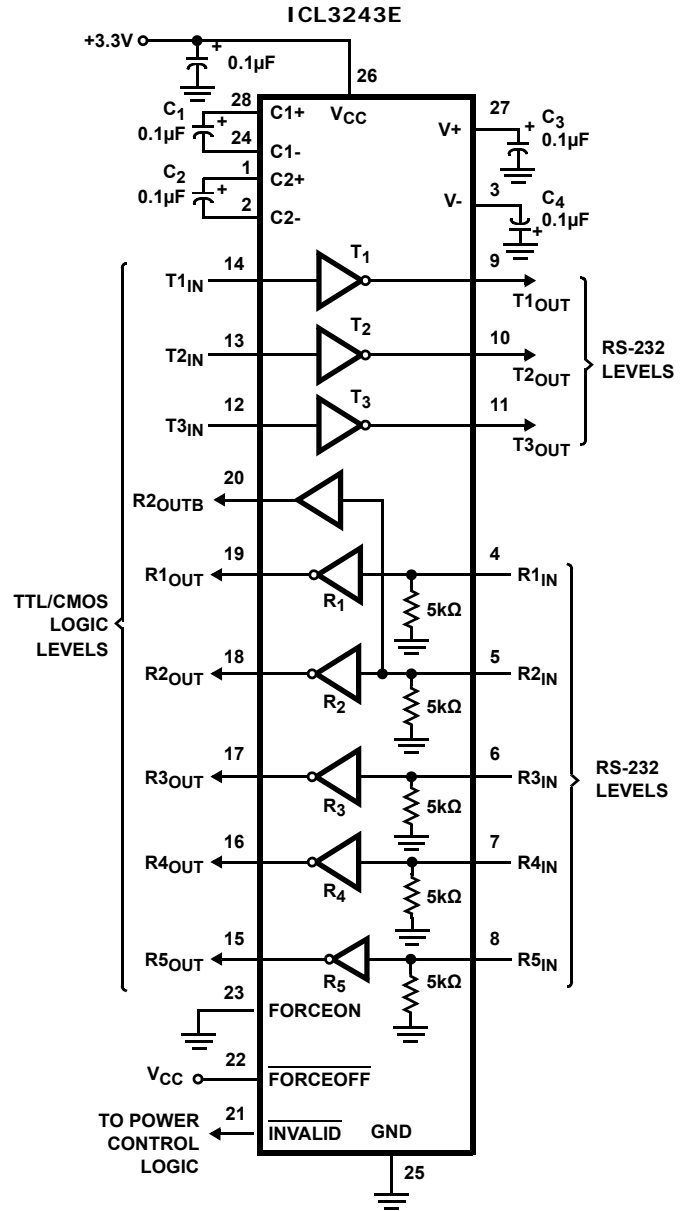 ICL3243E
+3.3V
+
0.1µF
26
28
C1+
VCC
27
C1
0.1µF
+
24
C1-
V+
+
C3
0.1µF
C2
0.1µF
+
1
C2+
2
C2-
V-
3
C4
0.1µF
+
T1IN
14
T1
9
T1OUT
T2IN
13
T2
10
T2OUT
RS-232
LEVELS
T3IN
12
T3
11
T3OUT
R2OUTB
20
R1OUT
19
R1
5kΩ
4
R1IN
TTL/CMOS
LOGIC
LEVELS
R2OUT
18
R2
5kΩ
5
R2IN
R3OUT
17
R3
5kΩ
6
R3IN
RS-232
LEVELS
R4OUT
16
R4
5kΩ
7
R4IN
R5OUT
15
R5
5kΩ
8
R5IN
23
FORCEON
VCC
22
FORCEOFF
TO POWER
CONTROL
LOGIC
21
INVALID
GND
25